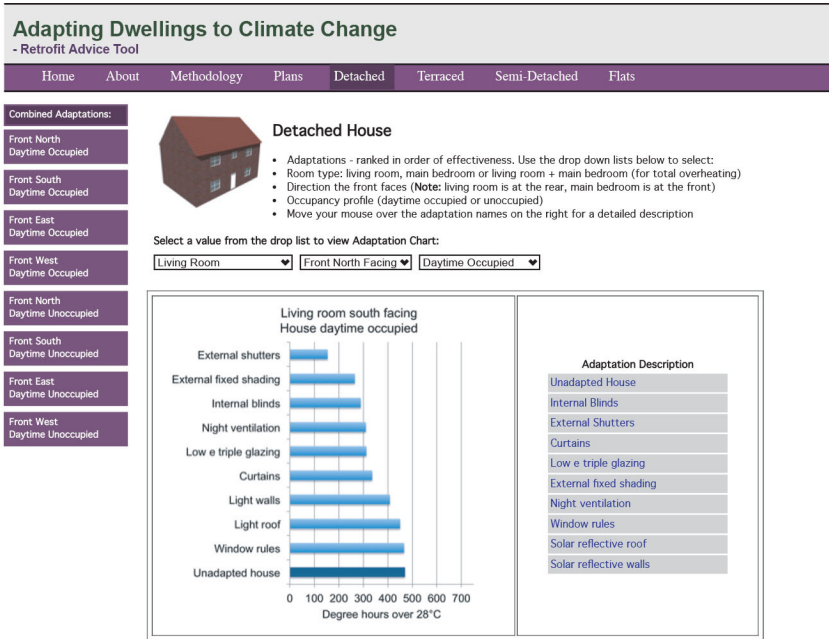 Adapting Dwellings to Climate Change
- Retrofit Advice Tool
Home About Methodology Plans Detached Terraced Semi-Detached Flats
Combined Adaptations:
Front North
Daytime Occupied
Front South
Daytime Occupied
Front East
Daytime Occupied
Front West
Daytime Occupied
Front North
Daytime Unoccupied
Front South
Daytime Unoccupied
Front East
Daytime Unoccupied
Front West
Daytime Unoccupied
Detached House
• Adaptations - ranked in order of effectiveness. Use the drop down lists below to select:
• Room type: living room, main bedroom or living room + main bedroom (for total overheating)
• Direction the front faces (Note: living room is at the rear, main bedroom is at the front)
• Occupancy profile (daytime occupied or unoccupied)
• Move your mouse over the adaptation names on the right for a detailed description
Select a value from the drop list to view Adaptation Chart:
Living Room Front North Facing Daytime Occupied
Living room south facing
House daytime occupied
External shutters
External fixed shading
Internal blinds
Night ventilation
Low e triple glazing
Curtains
Light walls
Light roof
Window rules
Unadapted house
0 100 200 300 400 500 600 700
Degree hours over 28°C
Adaptation Description
Unadapted House
Internal Blinds
External Shutters
Curtains
Low e triple glazing
External fixed shading
Night ventilation
Window rules
Solar reflective roof
Solar reflective walls